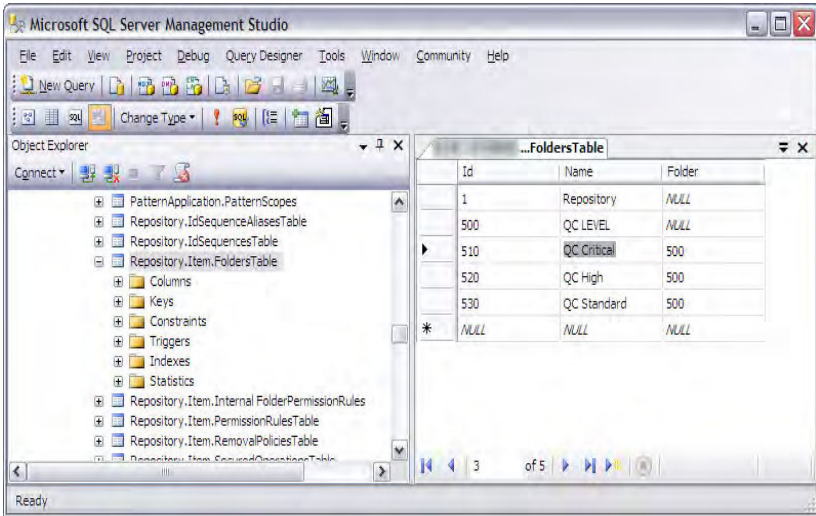 Microsoft SQL Server Management Studio
File Edit View Project Debug Query Designer Tools Window Community Help
New Query
Change Type
Object Explorer
...FoldersTable
Connect
PatternApplication.PatternScopes
Repository.IdSequenceAliasesTable
Repository.IdSequencesTable
Repository.Item.FoldersTable
Columns
Keys
Constraints
Triggers
Indexes
Statistics
Repository.Item.Internal FolderPermissionRules
Repository.Item.PermissionRulesTable
Repository.Item.RemovalPoliciesTable
Repository.Item.SecuredOperationsTable
Id Name Folder
1 Repository NULL
500 QC LEVEL NULL
510 QC Critical 500
520 QC High 500
530 QC Standard 500
NULL NULL NULL
3 of 5
Ready